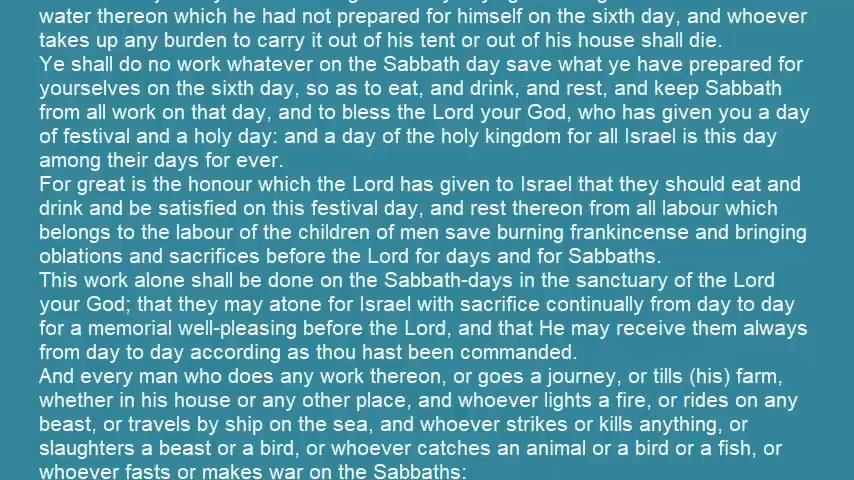 water thereon which he had not prepared for himself on the sixth day, and whoever
takes up any burden to carry it out of his tent or out of his house shall die.
Ye shall do no work whatever on the Sabbath day save what ye have prepared for
yourselves on the sixth day, so as to eat, and drink, and rest, and keep Sabbath
from all work on that day, and to bless the Lord your God, who has given you a day
of festival and a holy day: and a day of the holy kingdom for all Israel is this day
among their days for ever.
For great is the honour which the Lord has given to Israel that they should eat and
drink and be satisfied on this festival day, and rest thereon from all labour which
belongs to the labour of the children of men save burning frankincense and bringing
oblations and sacrifices before the Lord for days and for Sabbaths.
This work alone shall be done on the Sabbath-days in the sanctuary of the Lord
your God; that they may atone for Israel with sacrifice continually from day to day
for a memorial well-pleasing before the Lord, and that He may receive them always
from day to day according as thou hast been commanded.
And every man who does any work thereon, or goes a journey, or tills (his) farm,
whether in his house or any other place, and whoever lights a fire, or rides on any
beast, or travels by ship on the sea, and whoever strikes or kills anything, or
slaughters a beast or a bird, or whoever catches an animal or a bird or a fish, or
whoever fasts or makes war on the Sabbaths: